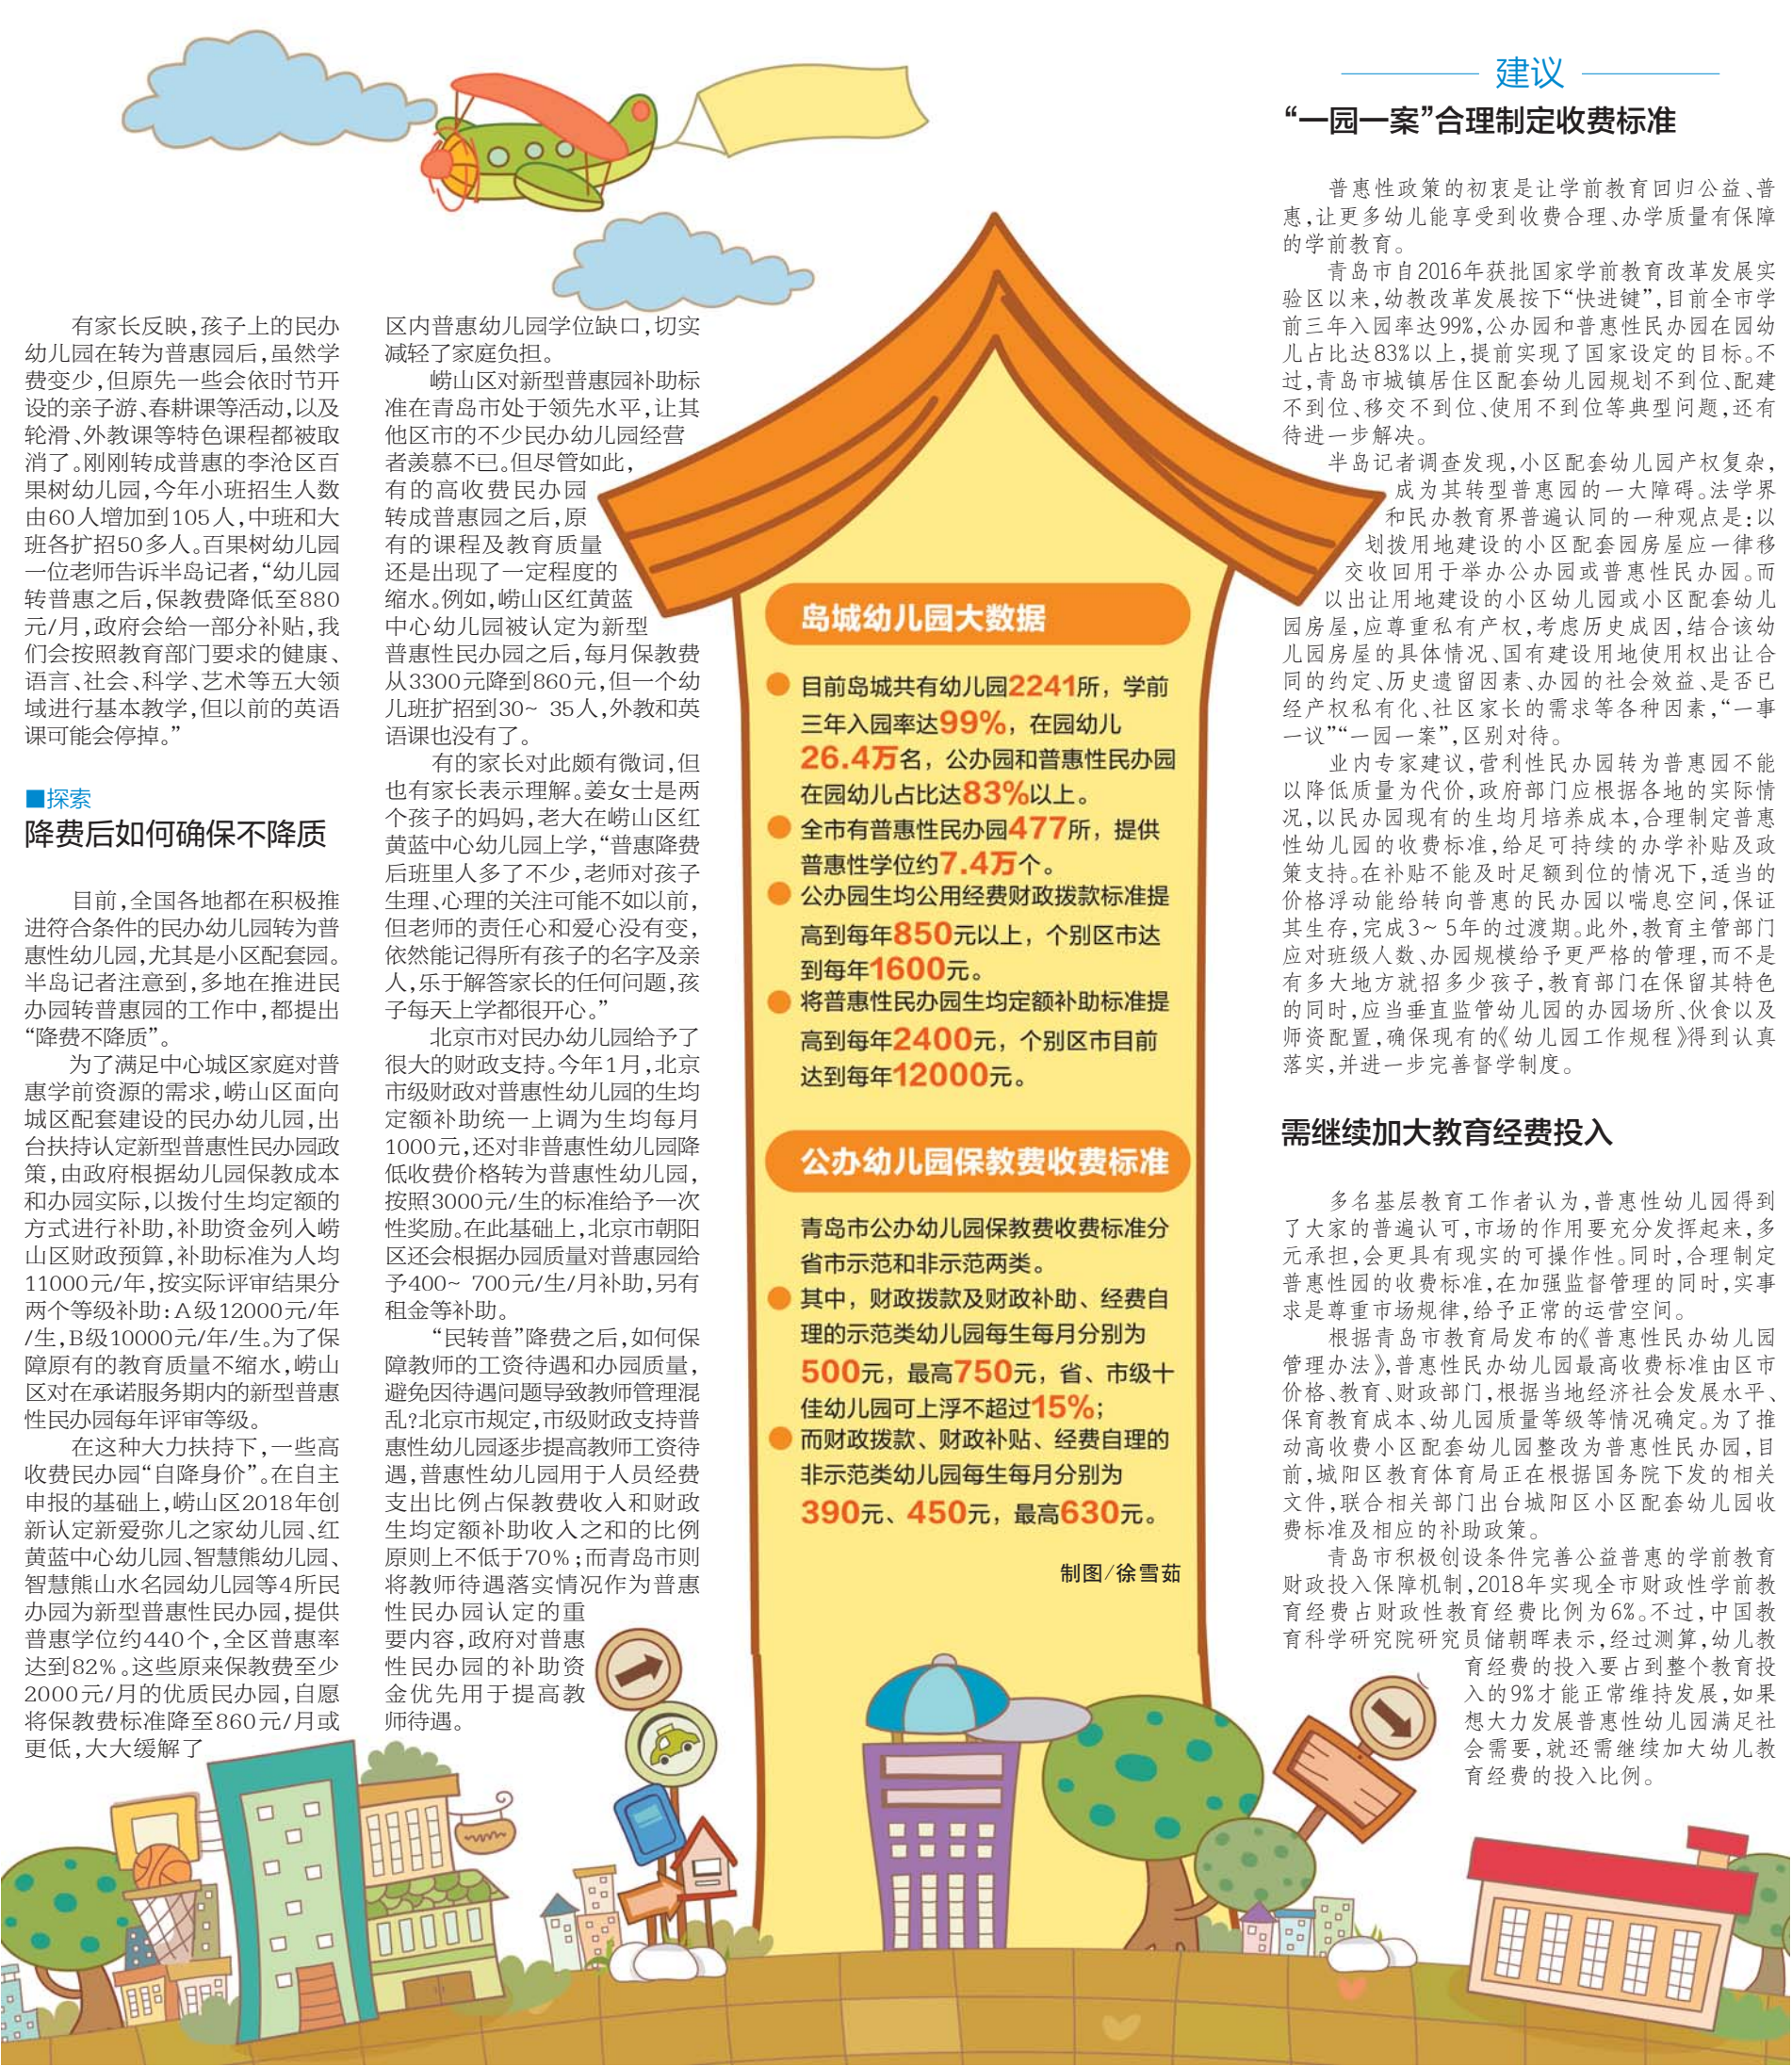 有家长反映,孩子上的民办
幼儿园在转为普惠园后,虽然学
费变少,但原先一些会依时节开
设的亲子游、春耕课等活动,以及
轮滑、外教课等特色课程都被取
消了。刚刚转成普惠的李沧区百
果树幼儿园,今年小班招生人数
由60人增加到105人,中班和大
班各扩招50多人。百果树幼儿园
一位老师告诉半岛记者,“幼儿园
转普惠之后,保教费降低至880
元/月,政府会给一部分补贴,我
们会按照教育部门要求的健康、
语言、社会、科学、艺术等五大领
域进行基本教学,但以前的英语
课可能会停掉。”
■探索
降费后如何确保不降质
目前,全国各地都在积极推
进符合条件的民办幼儿园转为普
惠性幼儿园,尤其是小区配套园。
半岛记者注意到,多地在推进民
办园转普惠园的工作中,都提出
“降费不降质”。
为了满足中心城区家庭对普
惠学前资源的需求,崂山区面向
城区配套建设的民办幼儿园,出
台扶持认定新型普惠性民办园政
策,由政府根据幼儿园保教成本
和办园实际,以拨付生均定额的
方式进行补助,补助资金列入崂
山区财政预算,补助标准为人均
11000元/年,按实际评审结果分
两个等级补助:A级12000元/年
/生,B级10000元/年/生。为了保
障原有的教育质量不缩水,崂山
区对在承诺服务期内的新型普惠
性民办园每年评审等级。
在这种大力扶持下,一些高
收费民办园“自降身价”。在自主
申报的基础上,崂山区2018年创
新认定新爱弥儿之家幼儿园、红
黄蓝中心幼儿园、智慧熊幼儿园、
智慧熊山水名园幼儿园等4所民
办园为新型普惠性民办园,提供
普惠学位约440个,全区普惠率
达到82%。这些原来保教费至少
2000元/月的优质民办园,自愿
将保教费标准降至860元/月或
更低,大大缓解了
区内普惠幼儿园学位缺口,切实
减轻了家庭负担。
崂山区对新型普惠园补助标
准在青岛市处于领先水平,让其
他区市的不少民办幼儿园经营
者羡慕不已。但尽管如此,
有的高收费民办园
转成普惠园之后,原
有的课程及教育质量
还是出现了一定程度的
缩水。例如,崂山区红黄蓝
中心幼儿园被认定为新型
普惠性民办园之后,每月保教费
从3300元降到860元,但一个幼
儿班扩招到30~ 35人,外教和英
语课也没有了。
有的家长对此颇有微词,但
也有家长表示理解。姜女士是两
个孩子的妈妈,老大在崂山区红
黄蓝中心幼儿园上学,“普惠降费
后班里人多了不少,老师对孩子
生理、心理的关注可能不如以前,
但老师的责任心和爱心没有变,
依然能记得所有孩子的名字及亲
人,乐于解答家长的任何问题,孩
子每天上学都很开心。”
北京市对民办幼儿园给予了
很大的财政支持。今年1月,北京
市级财政对普惠性幼儿园的生均
定额补助统一上调为生均每月
1000元,还对非普惠性幼儿园降
低收费价格转为普惠性幼儿园,
按照3000元/生的标准给予一次
性奖励。在此基础上,北京市朝阳
区还会根据办园质量对普惠园给
予400~ 700元/生/月补助,另有
租金等补助。
“民转普”降费之后,如何保
障教师的工资待遇和办园质量,
避免因待遇问题导致教师管理混
乱?北京市规定,市级财政支持普
惠性幼儿园逐步提高教师工资待
遇,普惠性幼儿园用于人员经费
支出比例占保教费收入和财政
生均定额补助收入之和的比例
原则上不低于70%;而青岛市则
将教师待遇落实情况作为普惠
性民办园认定的重
要内容,政府对普惠
性民办园的补助资
金优先用于提高教
师待遇。
岛城幼儿园大数据
目前岛城共有幼儿园2241所，学前
三年入园率达99%，在园幼儿
26.4万名，公办园和普惠性民办园
在园幼儿占比达83%以上。
全市有普惠性民办园477所，提供
普惠性学位约7.4万个。
公办园生均公用经费财政拨款标准提
高到每年850元以上，个别区市达
到每年1600元。
将普惠性民办园生均定额补助标准提
高到每年2400元，个别区市目前
达到每年12000元。
公办幼儿园保教费收费标准
青岛市公办幼儿园保教费收费标准分
省市示范和非示范两类。
其中，财政拨款及财政补助、经费自
理的示范类幼儿园每生每月分别为
500元，最高750元，省、市级十
佳幼儿园可上浮不超过15%；
而财政拨款、财政补贴、经费自理的
非示范类幼儿园每生每月分别为
390元、450元，最高630元。
制图/徐雪茹
建议
“一园一案”合理制定收费标准
普惠性政策的初衷是让学前教育回归公益、普
惠,让更多幼儿能享受到收费合理、办学质量有保障
的学前教育。
青岛市自2016年获批国家学前教育改革发展实
验区以来,幼教改革发展按下“快进键”,目前全市学
前三年入园率达99%,公办园和普惠性民办园在园幼
儿占比达83%以上,提前实现了国家设定的目标。不
过,青岛市城镇居住区配套幼儿园规划不到位、配建
不到位、移交不到位、使用不到位等典型问题,还有
待进一步解决。
半岛记者调查发现,小区配套幼儿园产权复杂,
成为其转型普惠园的一大障碍。法学界
和民办教育界普遍认同的一种观点是:以
划拨用地建设的小区配套园房屋应一律移
交收回用于举办公办园或普惠性民办园。而
以出让用地建设的小区幼儿园或小区配套幼儿
园房屋,应尊重私有产权,考虑历史成因,结合该幼
儿园房屋的具体情况、国有建设用地使用权出让合
同的约定、历史遗留因素、办园的社会效益、是否已
经产权私有化、社区家长的需求等各种因素,“一事
一议”“一园一案”,区别对待。
业内专家建议,营利性民办园转为普惠园不能
以降低质量为代价,政府部门应根据各地的实际情
况,以民办园现有的生均月培养成本,合理制定普惠
性幼儿园的收费标准,给足可持续的办学补贴及政
策支持。在补贴不能及时足额到位的情况下,适当的
价格浮动能给转向普惠的民办园以喘息空间,保证
其生存,完成3~ 5年的过渡期。此外,教育主管部门
应对班级人数、办园规模给予更严格的管理,而不是
有多大地方就招多少孩子,教育部门在保留其特色
的同时,应当垂直监管幼儿园的办园场所、伙食以及
师资配置,确保现有的《幼儿园工作规程》得到认真
落实,并进一步完善督学制度。
需继续加大教育经费投入
多名基层教育工作者认为,普惠性幼儿园得到
了大家的普遍认可,市场的作用要充分发挥起来,多
元承担,会更具有现实的可操作性。同时,合理制定
普惠性园的收费标准,在加强监督管理的同时,实事
求是尊重市场规律,给予正常的运营空间。
根据青岛市教育局发布的《普惠性民办幼儿园
管理办法》,普惠性民办幼儿园最高收费标准由区市
价格、教育、财政部门,根据当地经济社会发展水平、
保育教育成本、幼儿园质量等级等情况确定。为了推
动高收费小区配套幼儿园整改为普惠性民办园,目
前,城阳区教育体育局正在根据国务院下发的相关
文件,联合相关部门出台城阳区小区配套幼儿园收
费标准及相应的补助政策。
青岛市积极创设条件完善公益普惠的学前教育
财政投入保障机制,2018年实现全市财政性学前教
育经费占财政性教育经费比例为6%。不过,中国教
育科学研究院研究员储朝晖表示,经过测算,幼儿教
育经费的投入要占到整个教育投
入的9%才能正常维持发展,如果
想大力发展普惠性幼儿园满足社
会需要,就还需继续加大幼儿教
育经费的投入比例。